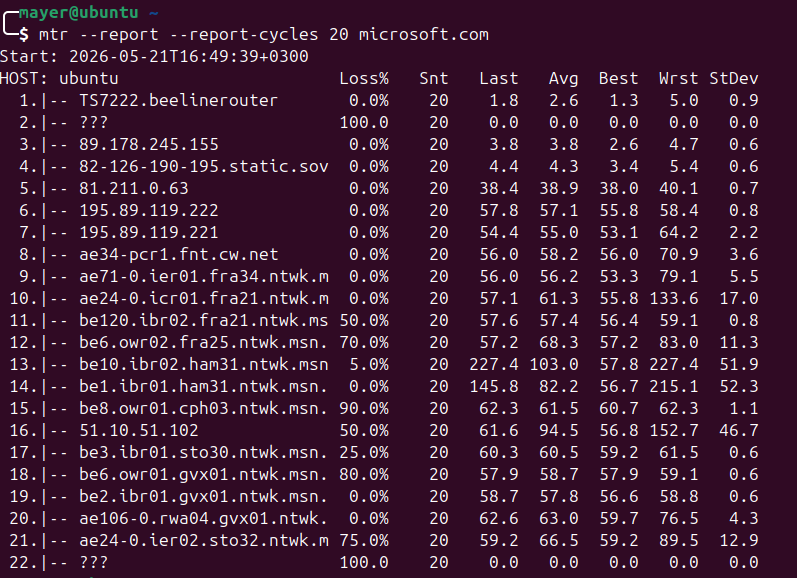 mayer@ubuntu ~
$ mtr --report --report-cycles 20 microsoft.com
Start: 2026-05-21T16:49:39+0300
HOST: ubuntu Loss% Snt Last Avg Best Wrst StDev
1.|-- TS7222.beelinerouter 0.0% 20 1.8 2.6 1.3 5.0 0.9
2.|-- ??? 100.0 20 0.0 0.0 0.0 0.0 0.0
3.|-- 89.178.245.155 0.0% 20 3.8 3.8 2.6 4.7 0.6
4.|-- 82-126-190-195.static.sov 0.0% 20 4.4 4.3 3.4 5.4 0.6
5.|-- 81.211.0.63 0.0% 20 38.4 38.9 38.0 40.1 0.7
6.|-- 195.89.119.222 0.0% 20 57.8 57.1 55.8 58.4 0.8
7.|-- 195.89.119.221 0.0% 20 54.4 55.0 53.1 64.2 2.2
8.|-- ae34-pcr1.fnt.cw.net 0.0% 20 56.0 58.2 56.0 70.9 3.6
9.|-- ae71-0.ier01.fra34.ntwk.m 0.0% 20 56.0 56.2 53.3 79.1 5.5
10.|-- ae24-0.icr01.fra21.ntwk.m 0.0% 20 57.1 61.3 55.8 133.6 17.0
11.|-- be120.ibr02.fra21.ntwk.ms 50.0% 20 57.6 57.4 56.4 59.1 0.8
12.|-- be6.owr02.fra25.ntwk.msn. 70.0% 20 57.2 68.3 57.2 83.0 11.3
13.|-- be10.ibr02.ham31.ntwk.msn 5.0% 20 227.4 103.0 57.8 227.4 51.9
14.|-- be1.ibr01.ham31.ntwk.msn. 0.0% 20 145.8 82.2 56.7 215.1 52.3
15.|-- be8.owr01.cph03.ntwk.msn. 90.0% 20 62.3 61.5 60.7 62.3 1.1
16.|-- 51.10.51.102 50.0% 20 61.6 94.5 56.8 152.7 46.7
17.|-- be3.ibr01.sto30.ntwk.msn. 25.0% 20 60.3 60.5 59.2 61.5 0.6
18.|-- be6.owr01.gvx01.ntwk.msn. 80.0% 20 57.9 58.7 57.9 59.1 0.6
19.|-- be2.ibr01.gvx01.ntwk.msn. 0.0% 20 58.7 57.8 56.6 58.8 0.6
20.|-- ae106-0.rwa04.gvx01.ntwk. 0.0% 20 62.6 63.0 59.7 76.5 4.3
21.|-- ae24-0.ier02.sto32.ntwk.m 75.0% 20 59.2 66.5 59.2 89.5 12.9
22.|-- ??? 100.0 20 0.0 0.0 0.0 0.0 0.0